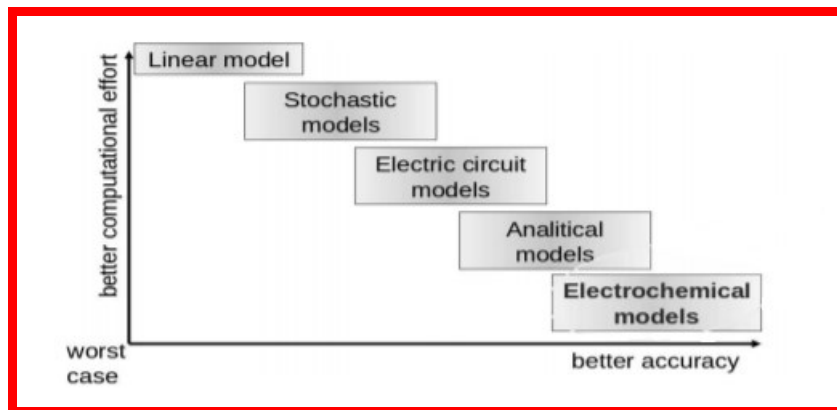 Linear model
Stochastic
models
Electric circuit
models
Analitical
models
Electrochemical
models
better computational effort
worst
case
better accuracy